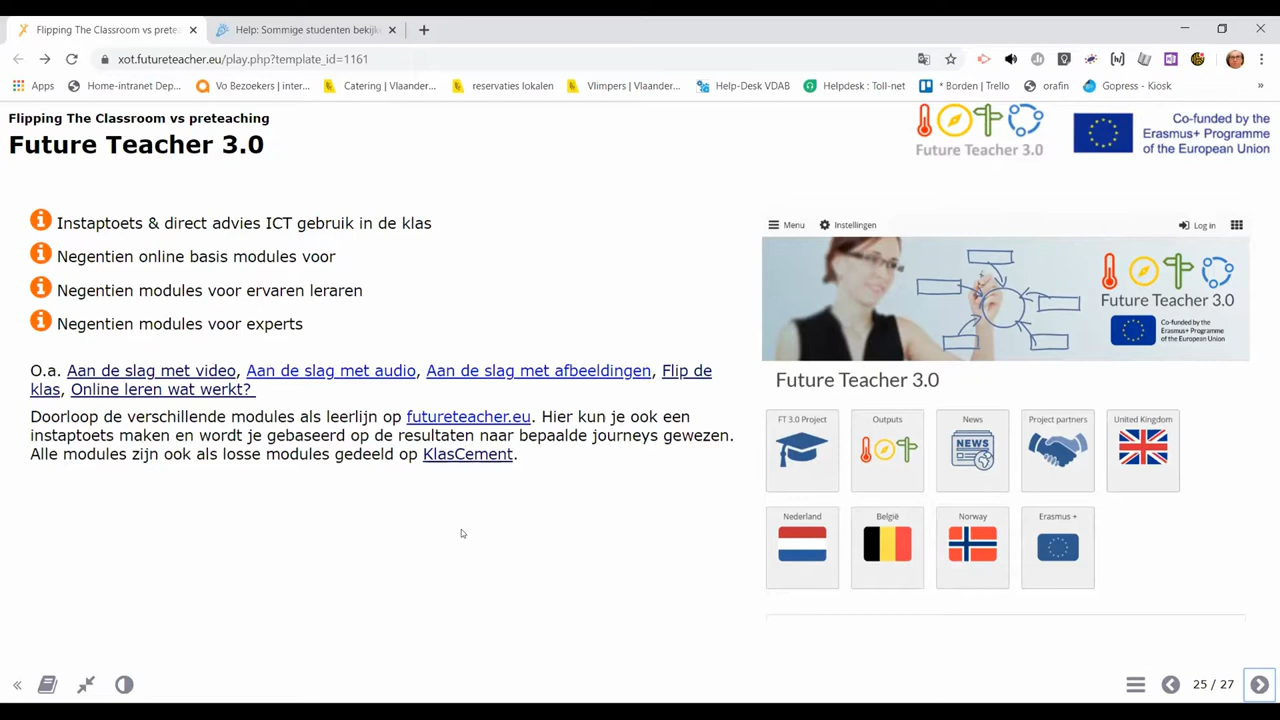 Flipping The Classroom vs prete
Help: Sommige studenten bekijk
xot.futureteacher.eu/play.php?template_id=1161
Apps
Home-intranet Dep...
Vo Bezoekers | inter...
Catering | Vlaander...
reservaties lokalen
Vlimpers | Vlaander...
Help-Desk VDAB
Helpdesk : Toll-net
* Borden | Trello
orafin
Gopress - Kiosk
»
Flipping The Classroom vs preteaching
Future Teacher 3.0
Future Teacher 3.0
Co-funded by the
Erasmus+ Programme
of the European Union
Instaptoets & direct advies ICT gebruik in de klas
Negentien online basis modules voor
Negentien modules voor ervaren leraren
Negentien modules voor experts
O.a. Aan de slag met video, Aan de slag met audio, Aan de slag met afbeeldingen, Flip de
klas, Online leren wat werkt?
Doorloop de verschillende modules als leerlijn op futureteacher.eu. Hier kun je ook een
instaptoets maken en wordt je gebaseerd op de resultaten naar bepaalde journeys gewezen.
Alle modules zijn ook als losse modules gedeeld op KlasCement.
Menu
Instellingen
Log in
Future Teacher 3.0
Co-funded by the
Erasmus+ Programme
of the European Union
Future Teacher 3.0
FT 3.0 Project
Outputs
News
Project partners
United Kingdom
NEWS
Nederland
België
Norway
Erasmus +
25 / 27